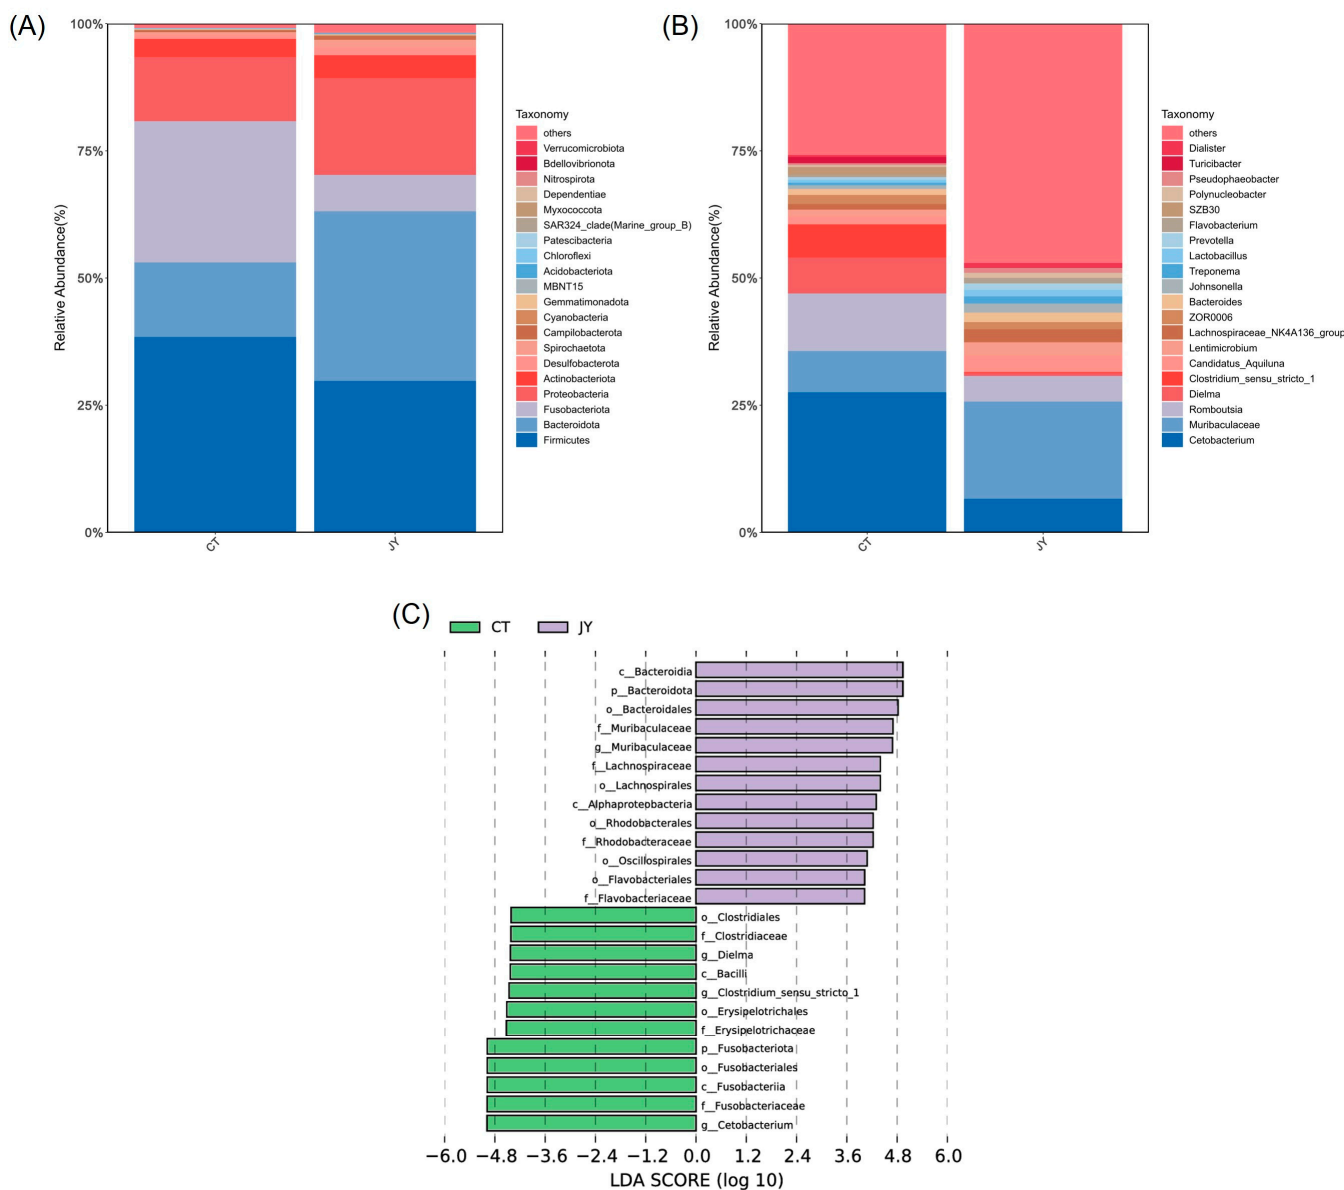 (A)
100%
75%
50%
25%
0%
Relative Abundance(%)
CT
JY
Taxonomy
others
Verrucomicrobiota
Bdellovibrionota
Nitrospirota
Dependentiae
Myxococcota
SAR324_clade(Marine_group_B)
Patescibacteria
Chloroflexi
Acidobacteriota
MBNT15
Gemmatimonadota
Cyanobacteria
Campilobacterota
Spirochaetota
Desulfobacterota
Actinobacteriota
Proteobacteria
Fusobacteriota
Bacteroidota
Firmicutes
(B)
100%
75%
50%
25%
0%
Relative Abundance(%)
CT
JY
Taxonomy
others
Dialister
Turicibacter
Pseudophaeobacter
Polynucleobacter
SZB30
Flavobacterium
Prevotella
Lactobacillus
Treponema
Johnsonella
Bacteroides
ZOR0006
Lachnospiraceae_NK4A136_group
Lentimicrobium
Candidatus_Aquiluna
Clostridium_sensu_stricto_1
Dielma
Romboutsia
Muribaculaceae
Cetobacterium
(C)
CT JY
c__Bacteroidia
p__Bacteroidota
o__Bacteroidales
f__Muribaculaceae
g__Muribaculaceae
f__Lachnospiraceae
o__Lachnospirales
c__Alphaproteobacteria
o__Rhodobacterales
f__Rhodobacteraceae
o__Oscillospirales
o__Flavobacteriales
f__Flavobacteriaceae
o__Clostridiales
f__Clostridiaceae
g__Dielma
c__Bacilli
g__Clostridium_sensu_stricto_1
o__Erysipelotrichales
f__Erysipelotrichaceae
p__Fusobacteriota
o__Fusobacteriales
c__Fusobacteriia
f__Fusobacteriaceae
g__Cetobacterium
−6.0 −4.8 −3.6 −2.4 −1.2 0.0 1.2 2.4 3.6 4.8 6.0
LDA SCORE (log 10)